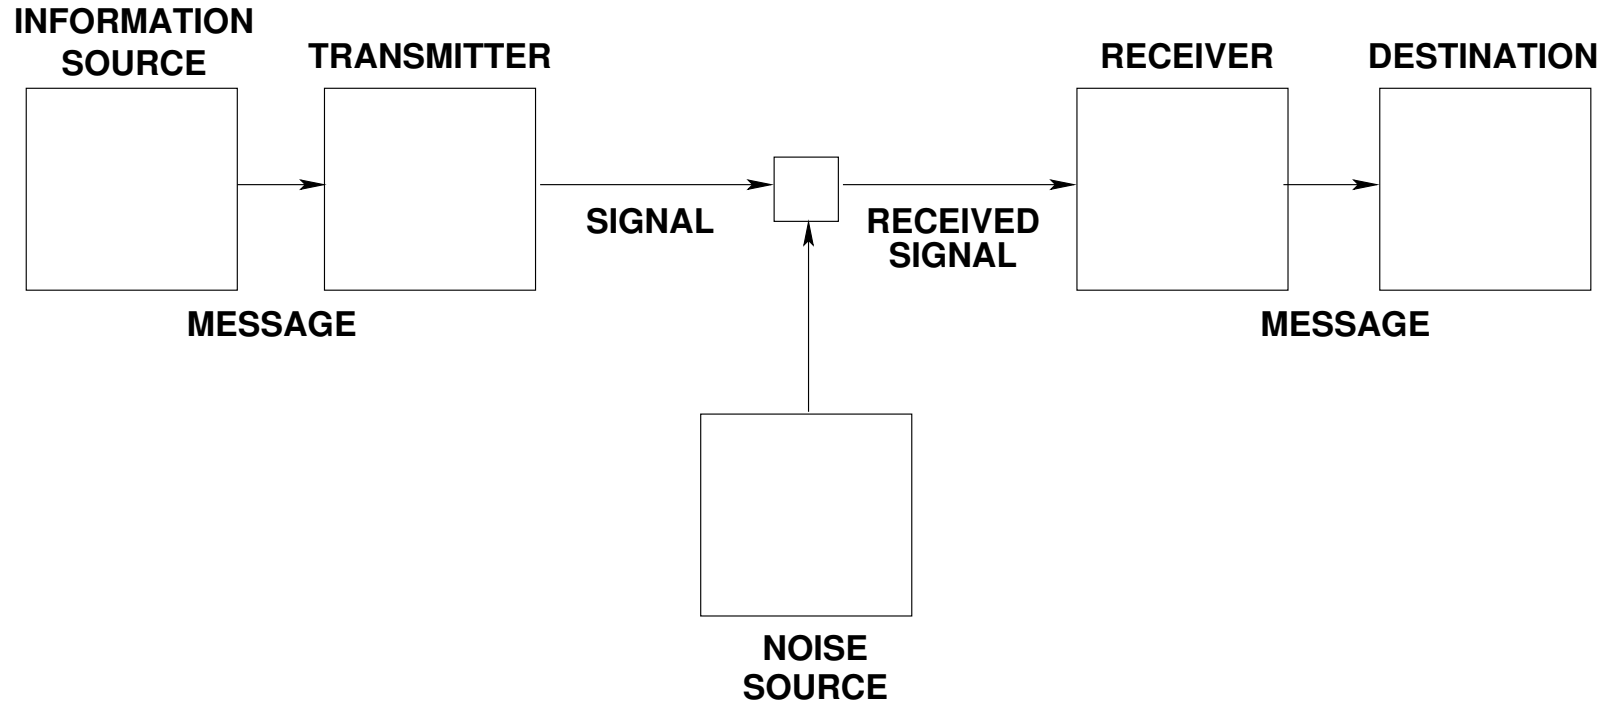 INFORMATION
SOURCE
TRANSMITTER
RECEIVER
DESTINATION
SIGNAL
RECEIVED
SIGNAL
MESSAGE
MESSAGE
NOISE
SOURCE